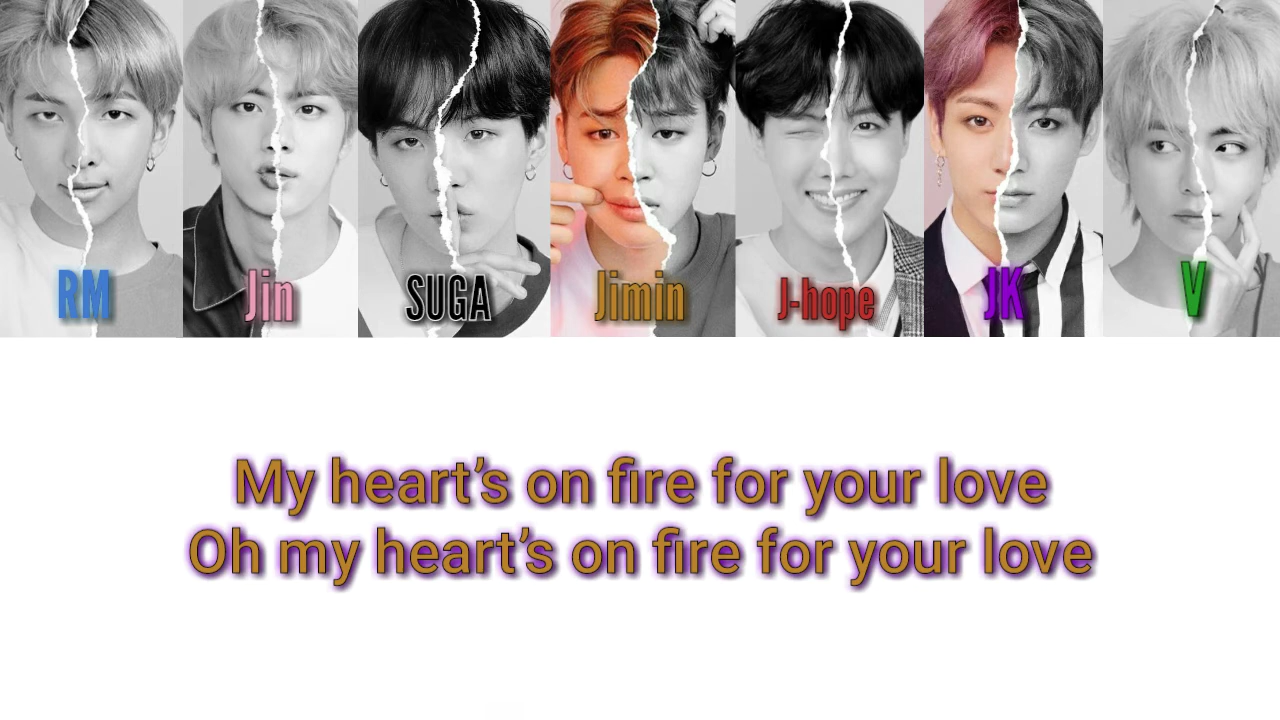 RM Jin SUGA Jimin J-hope JK V
My heart’s on fire for your love
Oh my heart’s on fire for your love